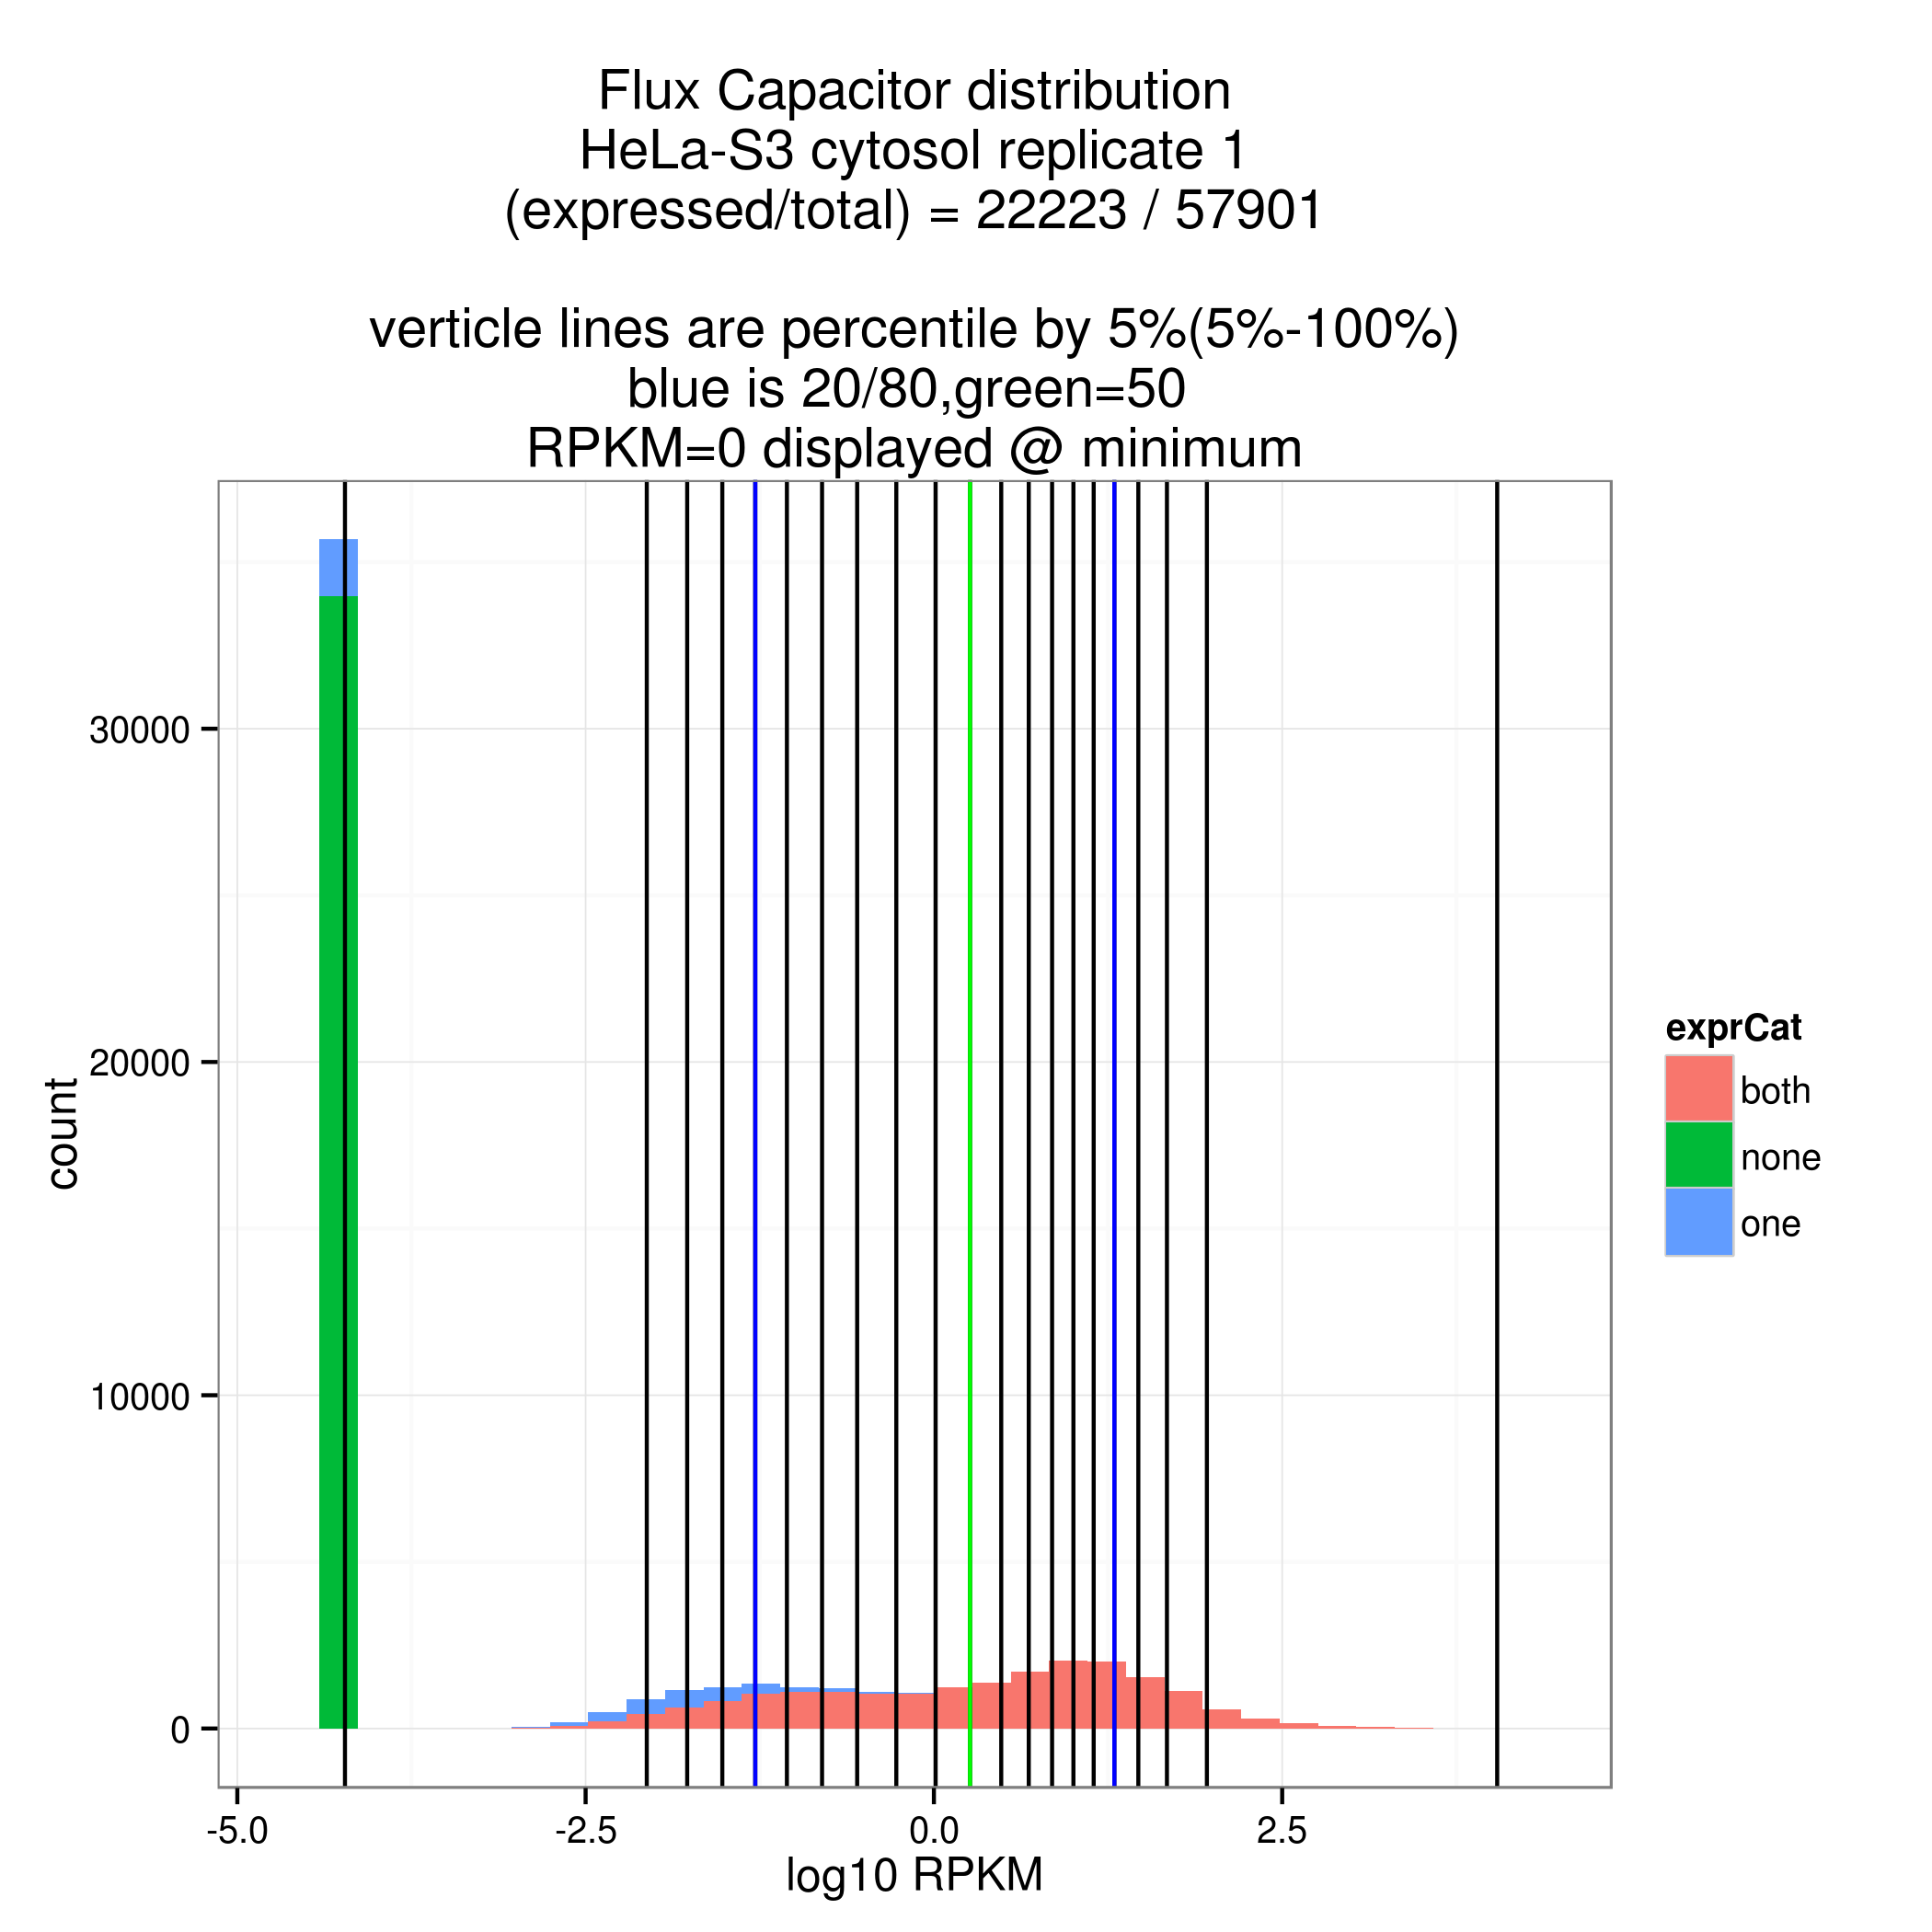 Flux Capacitor distribution
HeLa-S3 cytosol replicate 1
(expressed/total) = 22223 / 57901
verticle lines are percentile by 5%(5%-100%)
blue is 20/80,green=50
RPKM=0 displayed @ minimum
30000
20000
10000
0
count
-5.0
-2.5
0.0
2.5
log10 RPKM
exprCat
both
none
one